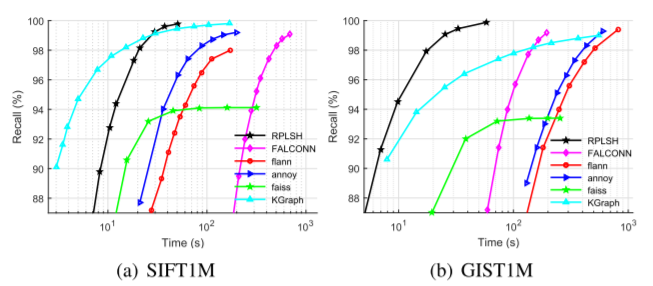 100
98
96
94
92
90
88
Recall (%)
RPLSH
FALCONN
flann
annoy
faiss
KGraph
10^1
10^2
10^3
Time (s)
(a) SIFT1M
100
98
96
94
92
90
88
Recall (%)
RPLSH
FALCONN
flann
annoy
faiss
KGraph
10^1
10^2
10^3
Time (s)
(b) GIST1M